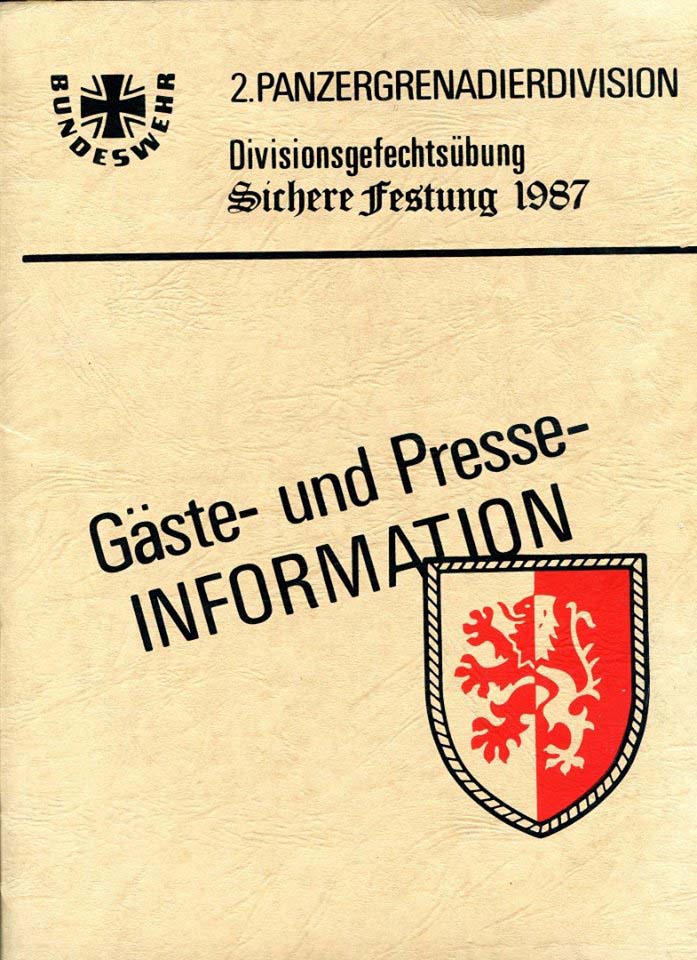 BUNDESWEHR
2.PANZERGRENADIERDIVISION
Divisionsgefechtsübung
Sichere Festung 1987
Gäste- und Presse-
INFORMATION